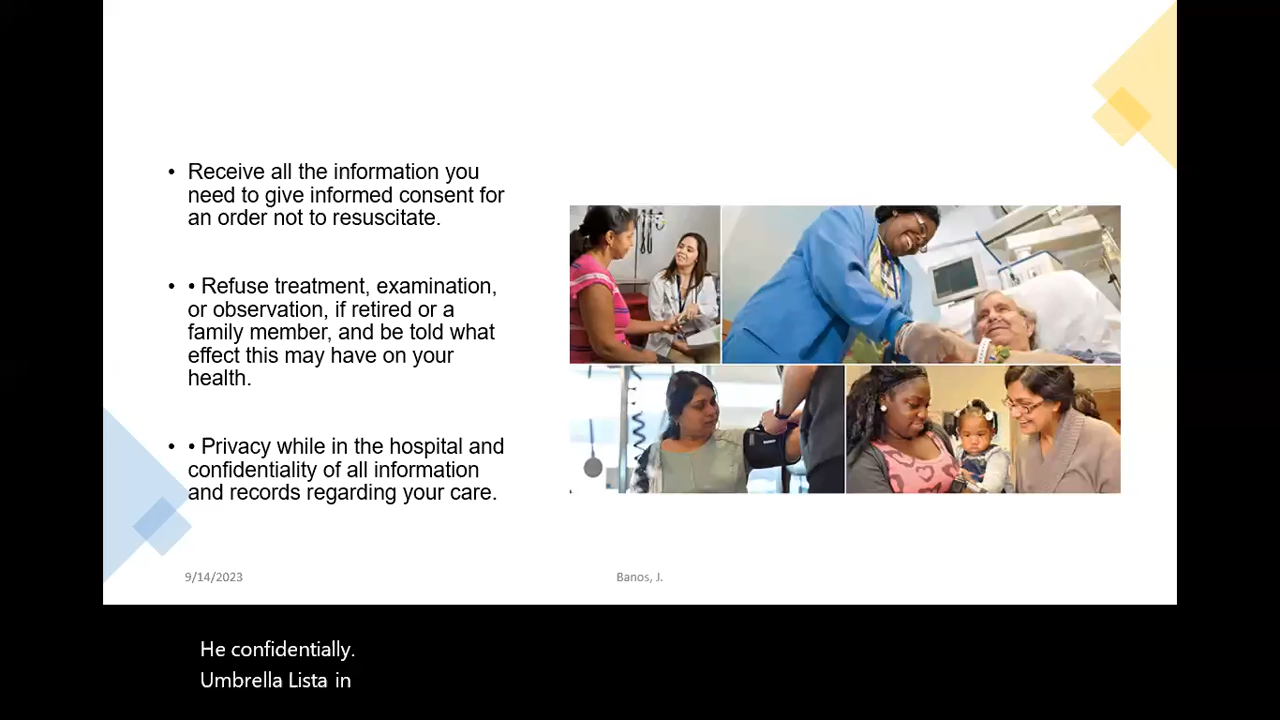 • Receive all the information you
need to give informed consent for
an order not to resuscitate.
• • Refuse treatment, examination,
or observation, if retired or a
family member, and be told what
effect this may have on your
health.
• • Privacy while in the hospital and
confidentiality of all information
and records regarding your care.
9/14/2023
Banos, J.
He confidentially.
Umbrella Lista in